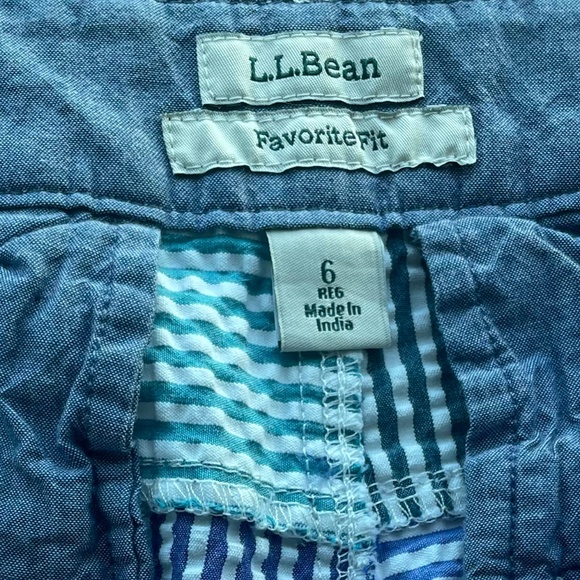 L.L.Bean
FavoriteFit
6
REG
Made In
India